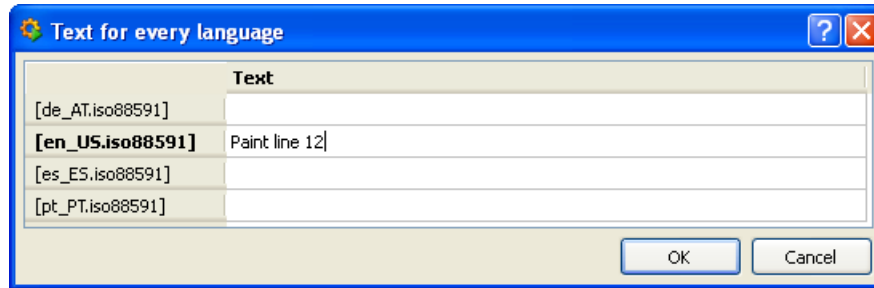 Text for every language
Text
[de_AT.iso88591]
[en_US.iso88591] Paint line 12
[es_ES.iso88591]
[pt_PT.iso88591]
OK Cancel